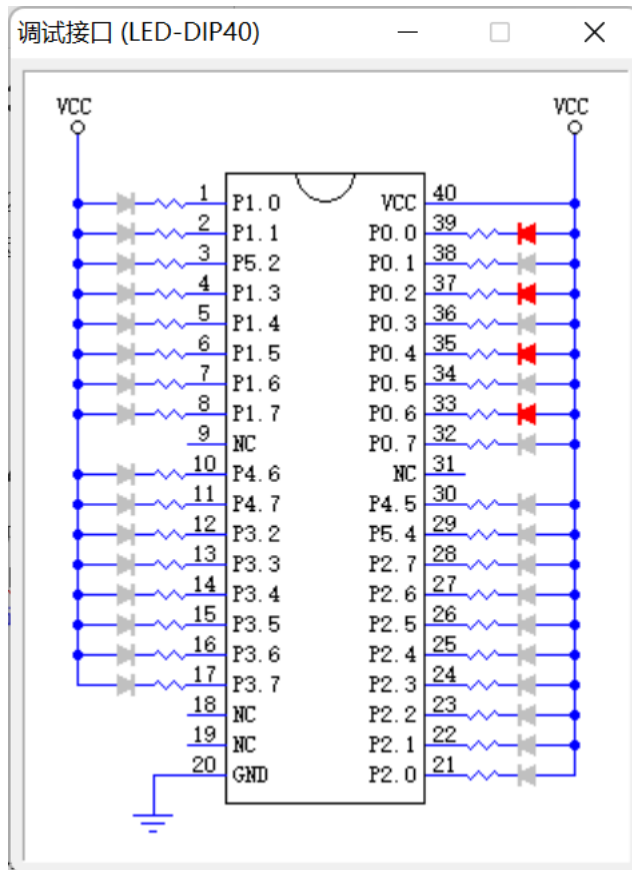 调试接口 (LED-DIP40)
VCC VCC
1 P1.0 VCC 40
2 P1.1 P0.0 39
3 P5.2 P0.1 38
4 P1.3 P0.2 37
5 P1.4 P0.3 36
6 P1.5 P0.4 35
7 P1.6 P0.5 34
8 P1.7 P0.6 33
9 NC P0.7 32
10 P4.6 NC 31
11 P4.7 P4.5 30
12 P3.2 P5.4 29
13 P3.3 P2.7 28
14 P3.4 P2.6 27
15 P3.5 P2.5 26
16 P3.6 P2.4 25
17 P3.7 P2.3 24
18 NC P2.2 23
19 NC P2.1 22
20 GND P2.0 21